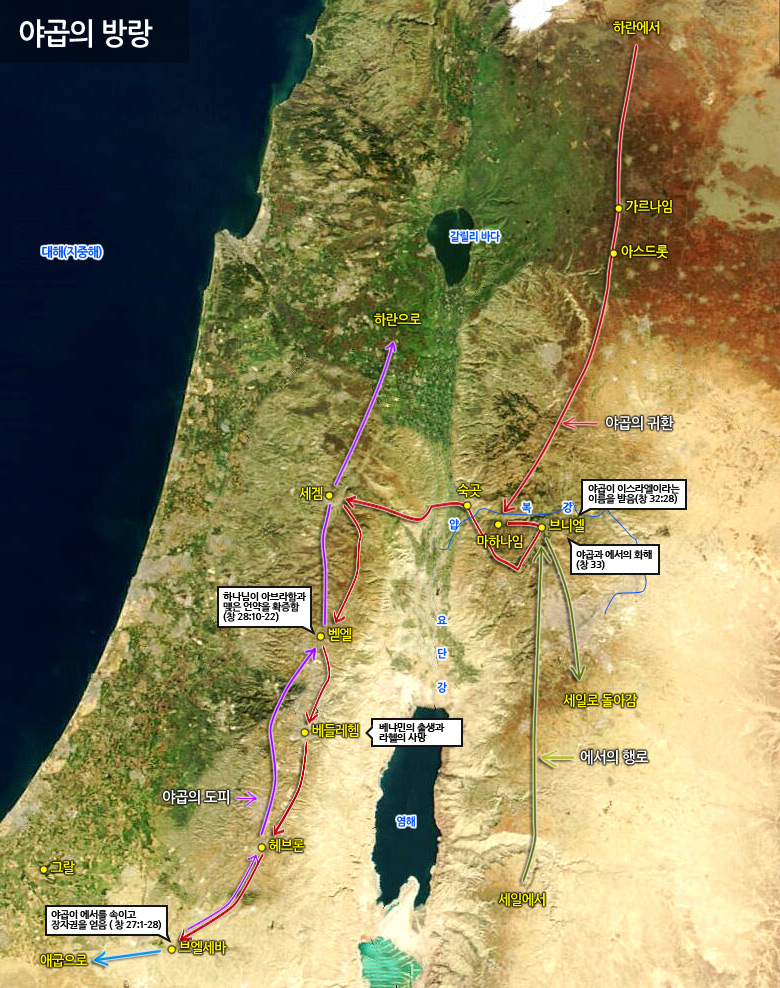 야곱의 방랑
하란에서
가르나임
갈릴리 바다
아스드롯
대해(지중해)
하란으로
야곱의 귀환
야곱이 이스라엘이라는
이름을 받음(창 32:28)
세겜
숙곳
얍
복
강
브니엘
마하나임
야곱과 에서의 화해
(창 33)
하나님이 아브라함과
맺은 언약을 확증함
(창 28:10-22)
벧엘
요
단
강
세일로 돌아감
베들레헴
베냐민의 출생과
라헬의 사망
에서의 행로
야곱의 도피
염해
헤브론
그랄
세일에서
야곱이 에서를 속이고
장자권을 얻음 ( 창 27:1-28)
브엘세바
애굽으로